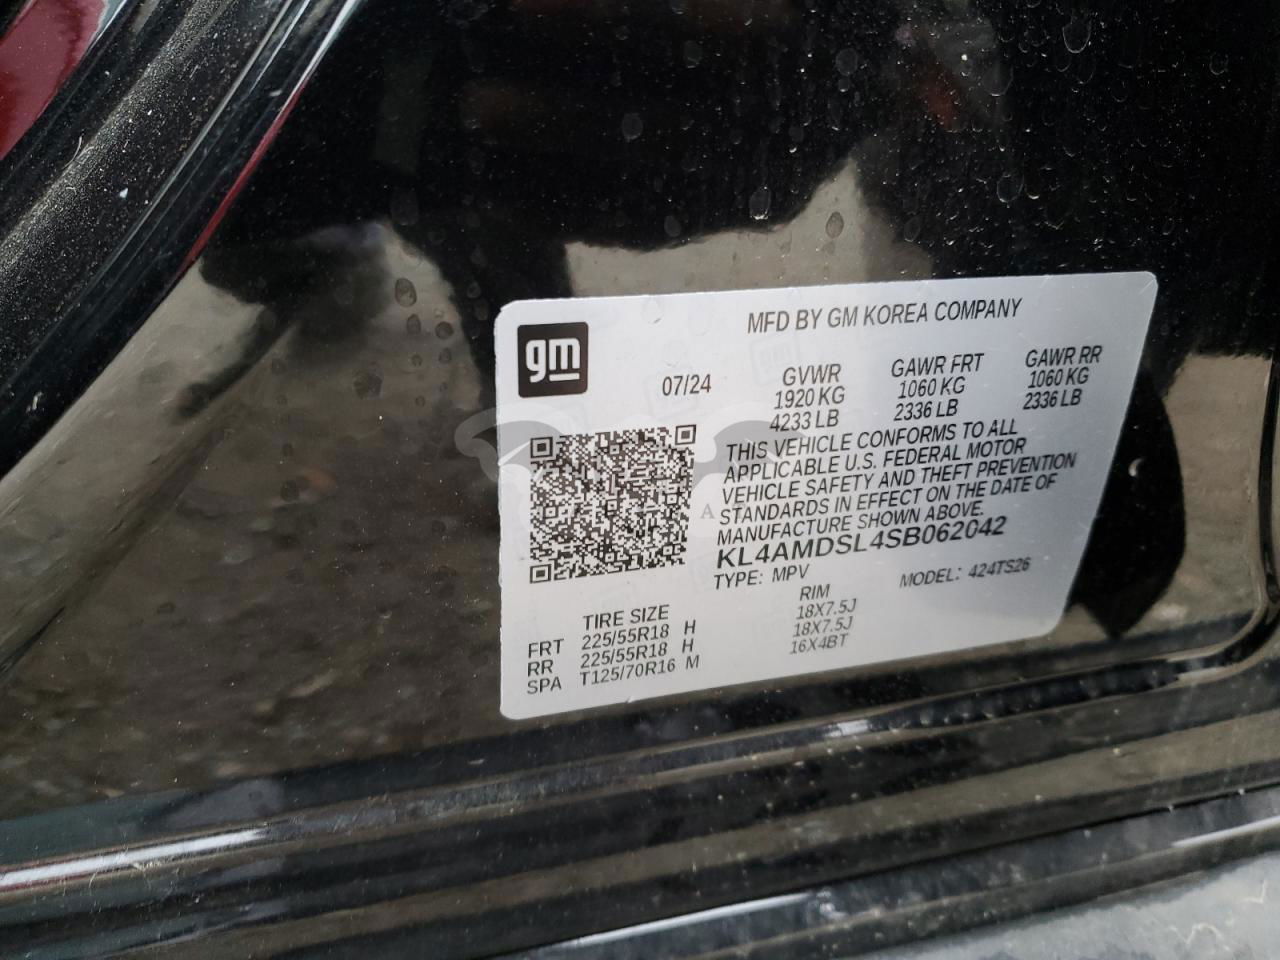 gm
MFD BY GM KOREA COMPANY
07/24 GVWR GAWR FRT GAWR RR
1920 KG 1060 KG 1060 KG
4233 LB 2336 LB 2336 LB
THIS VEHICLE CONFORMS TO ALL
APPLICABLE U.S. FEDERAL MOTOR
VEHICLE SAFETY AND THEFT PREVENTION
STANDARDS IN EFFECT ON THE DATE OF
MANUFACTURE SHOWN ABOVE.
KL4AMDSL4SB062042
TYPE: MPV MODEL: 424TS26
TIRE SIZE RIM
FRT 225/55R18 H 18X7.5J
RR 225/55R18 H 18X7.5J
SPA T125/70R16 M 16X4BT